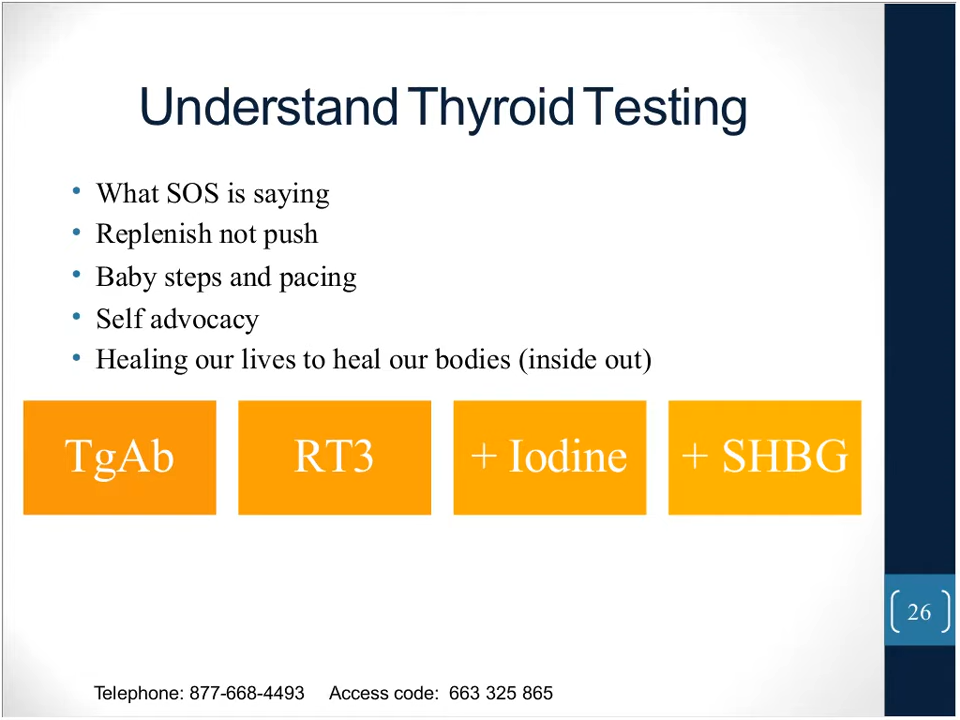 Understand Thyroid Testing
• What SOS is saying
• Replenish not push
• Baby steps and pacing
• Self advocacy
• Healing our lives to heal our bodies (inside out)
TgAb
RT3
+ Iodine
+ SHBG
26
Telephone: 877-668-4493 Access code: 663 325 865